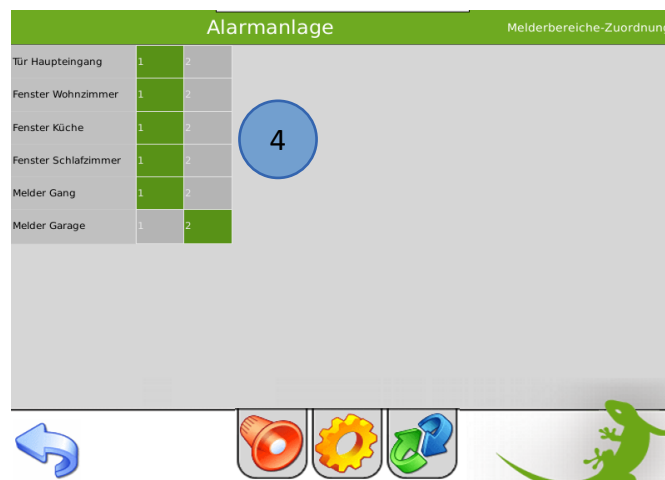 Alarmanlage
Melderbereiche-Zuordnung
Tür Haupteingang 1 2
Fenster Wohnzimmer 1 2
Fenster Küche 1 2
4
Fenster Schlafzimmer 1 2
Melder Gang 1 2
Melder Garage 1 2